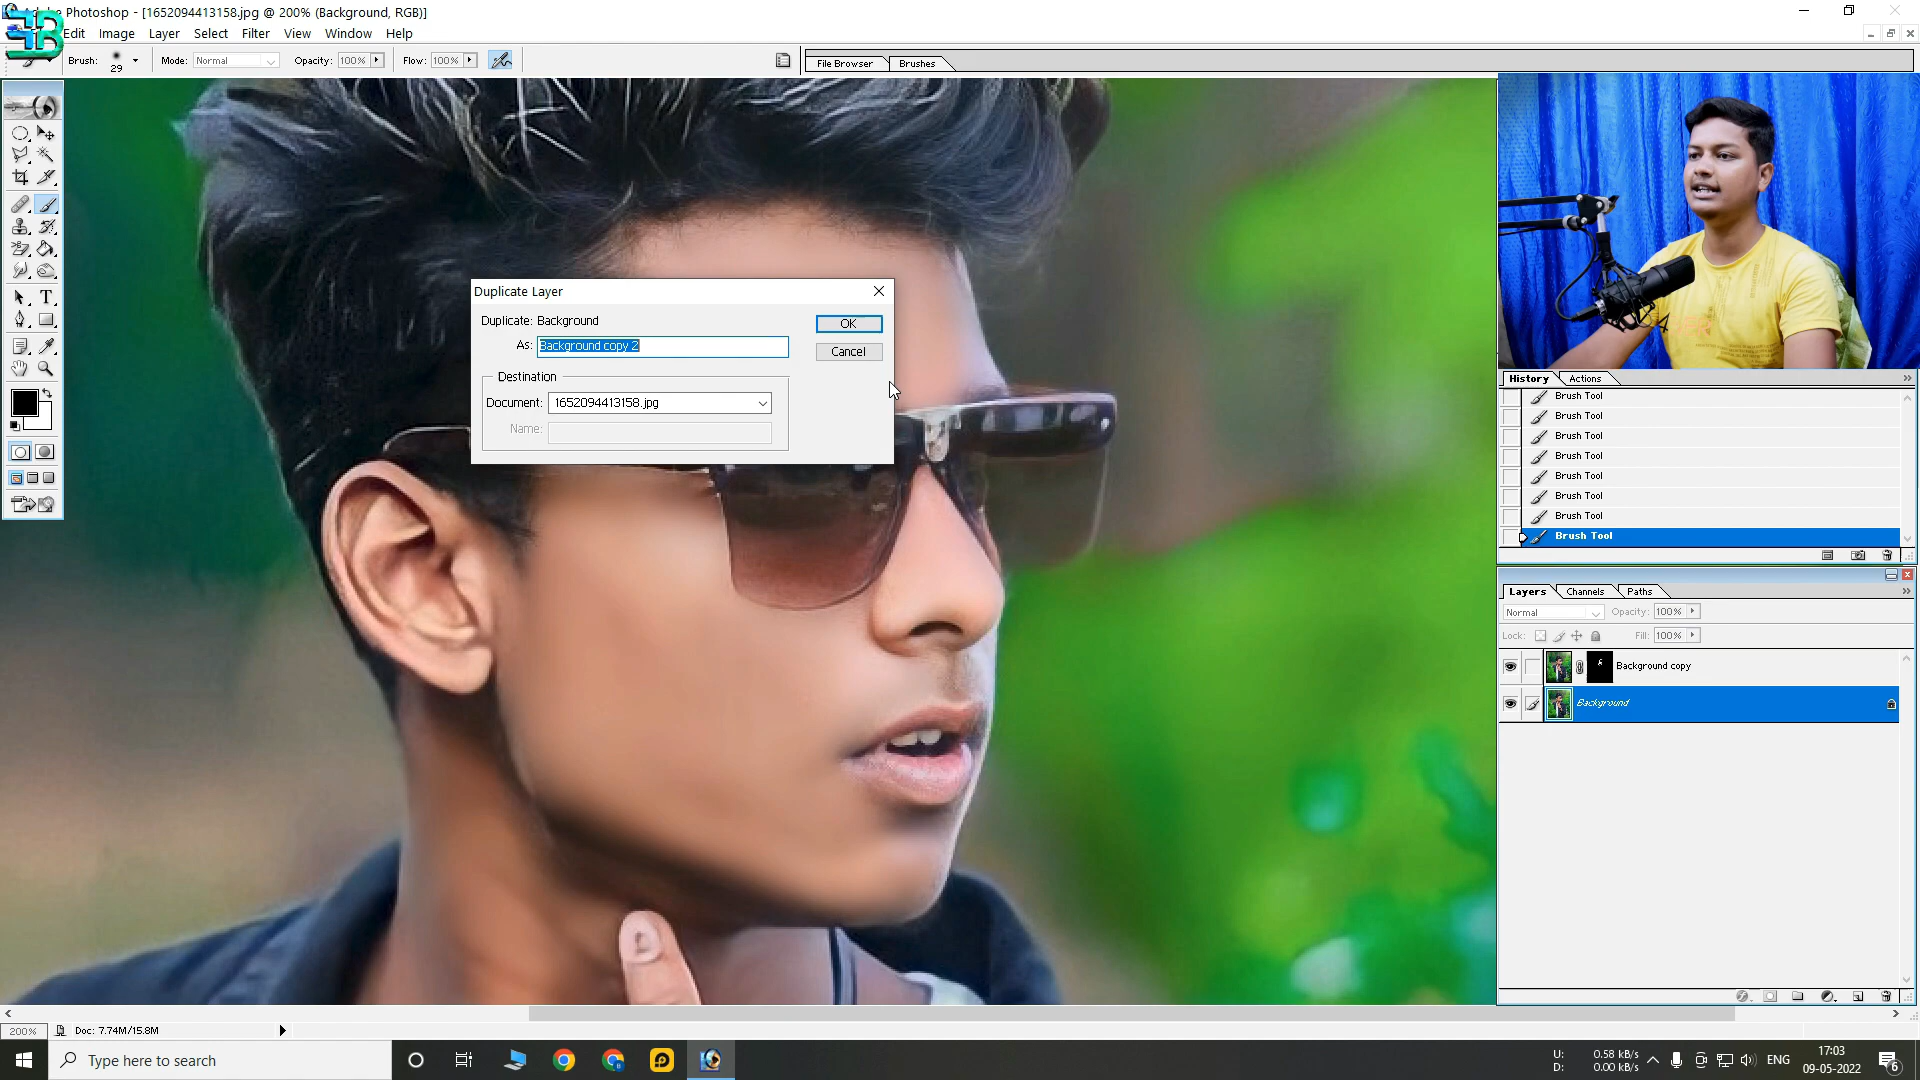 Adobe Photoshop - [1652094413158.jpg @ 200% (Background, RGB)]
Edit Image Layer Select Filter View Window Help
Brush: 29 Mode: Normal Opacity: 100% Flow: 100% File Browser Brushes
Duplicate Layer
Duplicate: Background
OK
As: Background copy 2
Cancel
Destination
Document: 1652094413158.jpg
Name:
History Actions
Brush Tool
Brush Tool
Brush Tool
Brush Tool
Brush Tool
Brush Tool
Brush Tool
Brush Tool
Layers Channels Paths
Normal Opacity: 100%
Lock: Fill: 100%
Background copy
Background
200% Doc: 7.74M/15.8M
Type here to search
U: 0.58 kB/s
D: 0.00 kB/s
ENG
17:03
09-05-2022
6